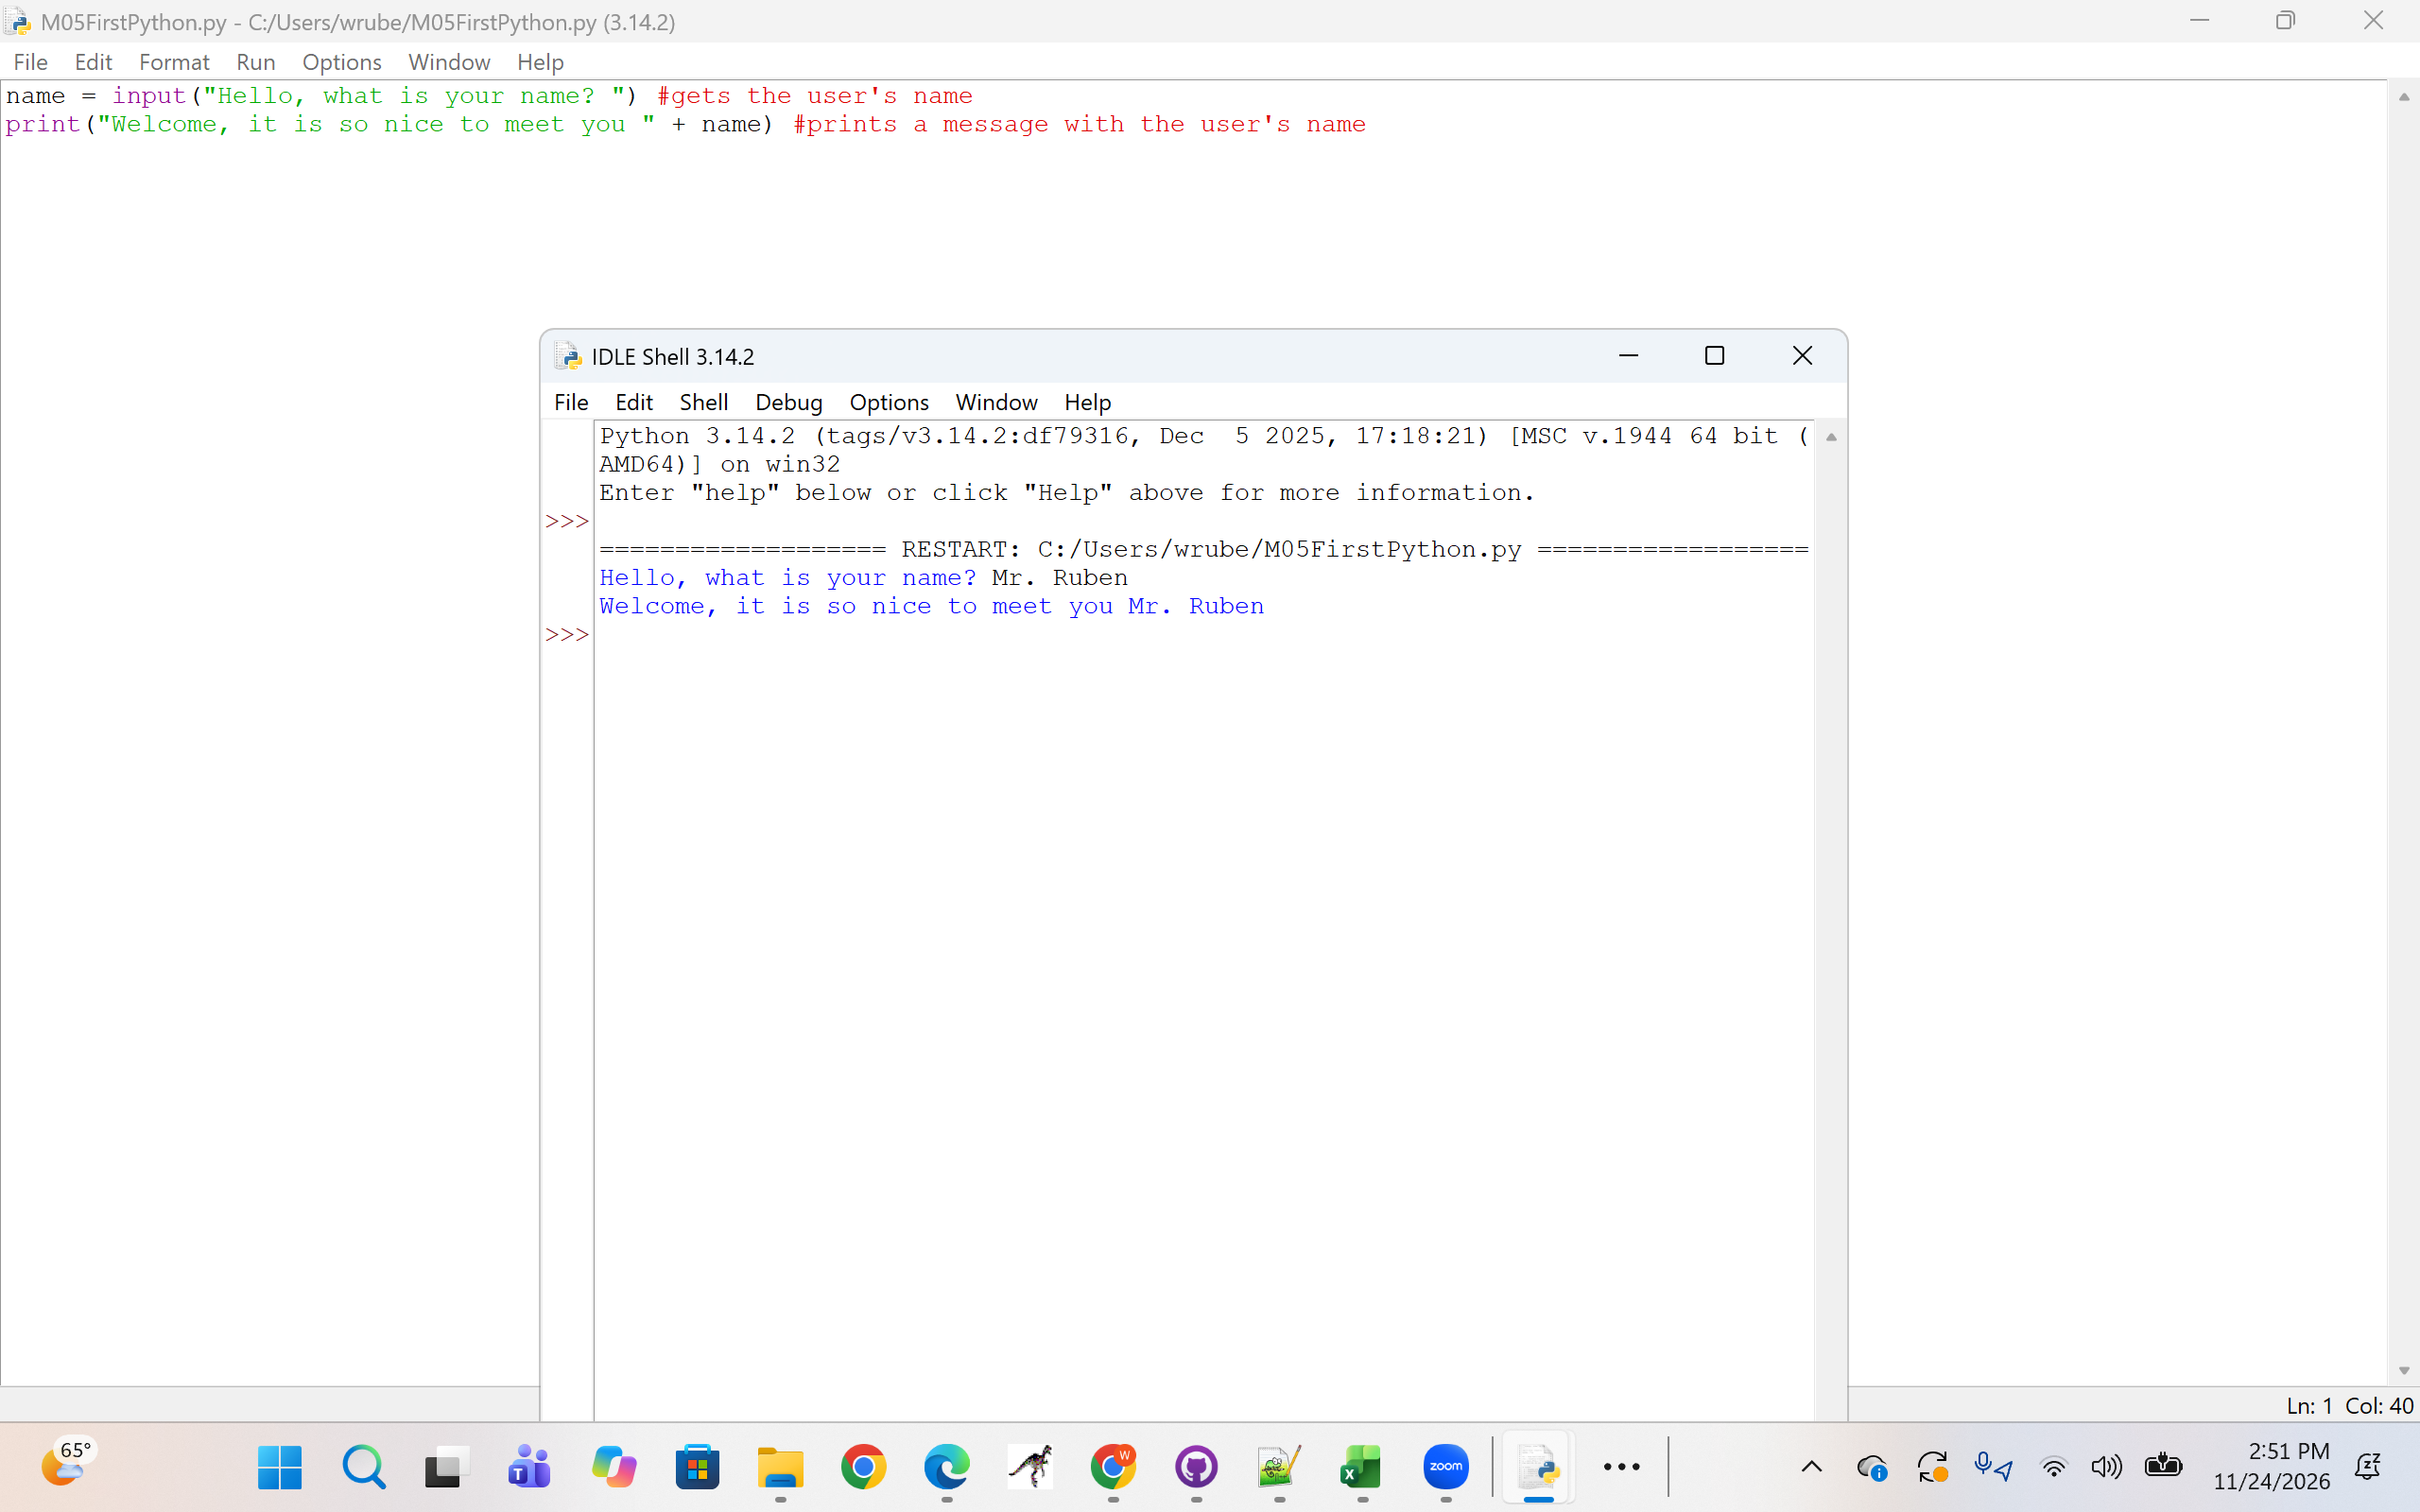 M05FirstPython.py - C:/Users/wrube/M05FirstPython.py (3.14.2)
File Edit Format Run Options Window Help
name = input("Hello, what is your name? ") #gets the user's name
print("Welcome, it is so nice to meet you " + name) #prints a message with the user's name
IDLE Shell 3.14.2
File Edit Shell Debug Options Window Help
Python 3.14.2 (tags/v3.14.2:df79316, Dec  5 2025, 17:18:21) [MSC v.1944 64 bit (
AMD64)] on win32
Enter "help" below or click "Help" above for more information.
>>>
=================== RESTART: C:/Users/wrube/M05FirstPython.py ==================
Hello, what is your name? Mr. Ruben
Welcome, it is so nice to meet you Mr. Ruben
>>>
Ln: 1 Col: 40
65°
T
W
X
zoom
2:51 PM
11/24/2026